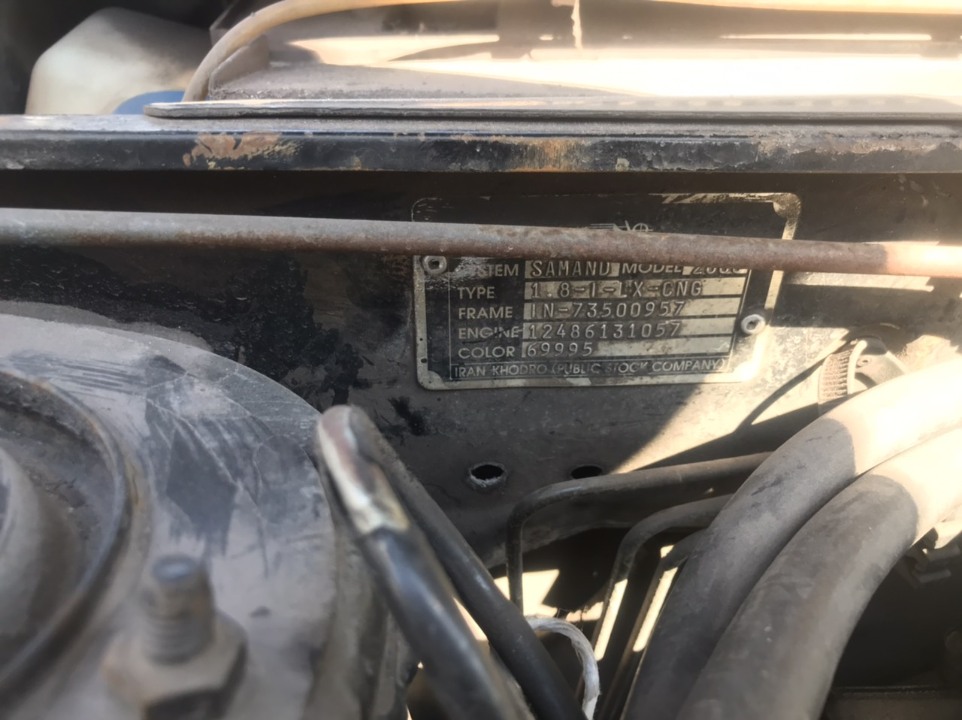 SYSTEM SAMAND MODEL
TYPE 1.8-I-LX-CNG
FRAME IN-73500957
ENGINE 12486131057
COLOR 69995
IRAN KHODRO (PUBLIC STOCK COMPANY)